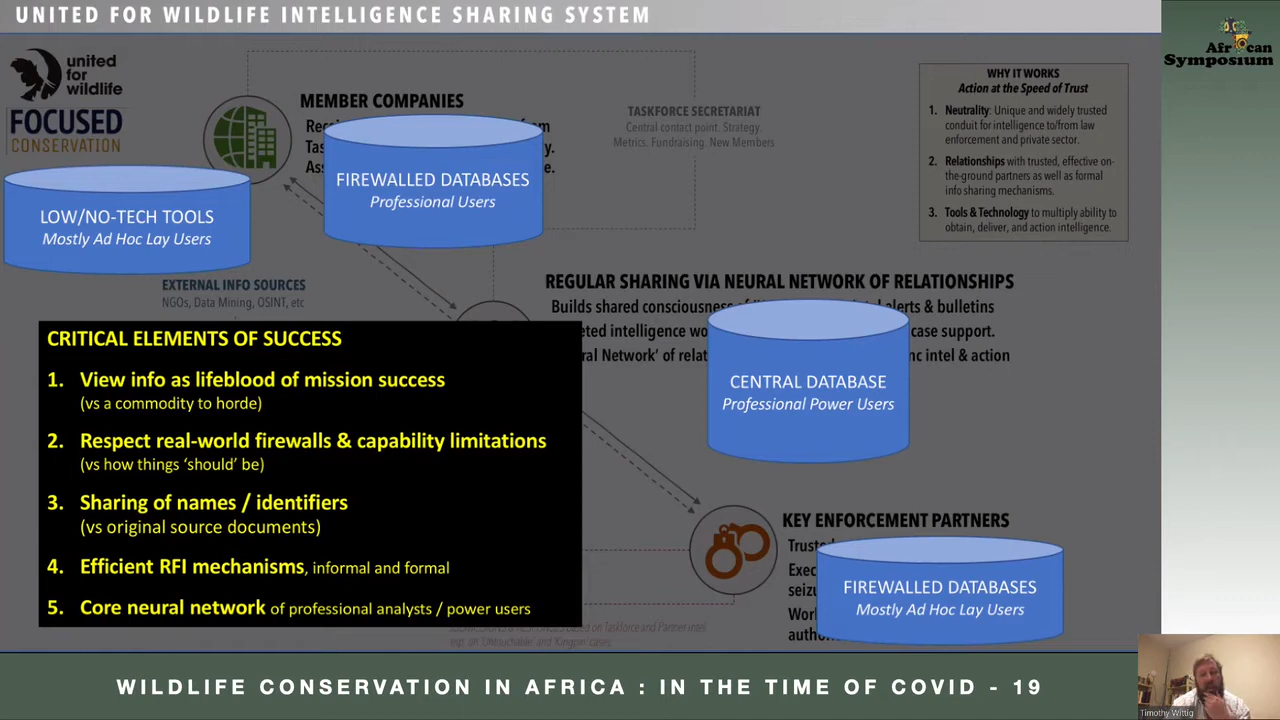 UNITED FOR WILDLIFE INTELLIGENCE SHARING SYSTEM
African
Symposium
united
for
wildlife
FOCUSED
CONSERVATION
MEMBER COMPANIES
TASKFORCE SECRETARIAT
Central contact point. Strategy.
Metrics. Fundraising. New Members
WHY IT WORKS
Action at the Speed of Trust
1. Neutrality: Unique and widely trusted
conduit for intelligence to/from law
enforcement and private sector.
2. Relationships with trusted, effective on-
the-ground partners as well as formal
info sharing mechanisms.
3. Tools & Technology to multiply ability to
obtain, deliver, and action intelligence.
FIREWALLED DATABASES
Professional Users
LOW/NO-TECH TOOLS
Mostly Ad Hoc Lay Users
EXTERNAL INFO SOURCES
NGOs, Data Mining, OSINT, etc
REGULAR SHARING VIA NEURAL NETWORK OF RELATIONSHIPS
Builds shared consciousness of alerts & bulletins
intelligence case support.
Network' of intel & action
CENTRAL DATABASE
Professional Power Users
CRITICAL ELEMENTS OF SUCCESS
1. View info as lifeblood of mission success
(vs a commodity to horde)
2. Respect real-world firewalls & capability limitations
(vs how things 'should' be)
3. Sharing of names / identifiers
(vs original source documents)
4. Efficient RFI mechanisms, informal and formal
5. Core neural network of professional analysts / power users
KEY ENFORCEMENT PARTNERS
FIREWALLED DATABASES
Mostly Ad Hoc Lay Users
on Taskforce and Partner intel
eqp. on 'Untouchable' and 'Kingpin' cases.
WILDLIFE CONSERVATION IN AFRICA : IN THE TIME OF COVID - 19
Timothy Wittig